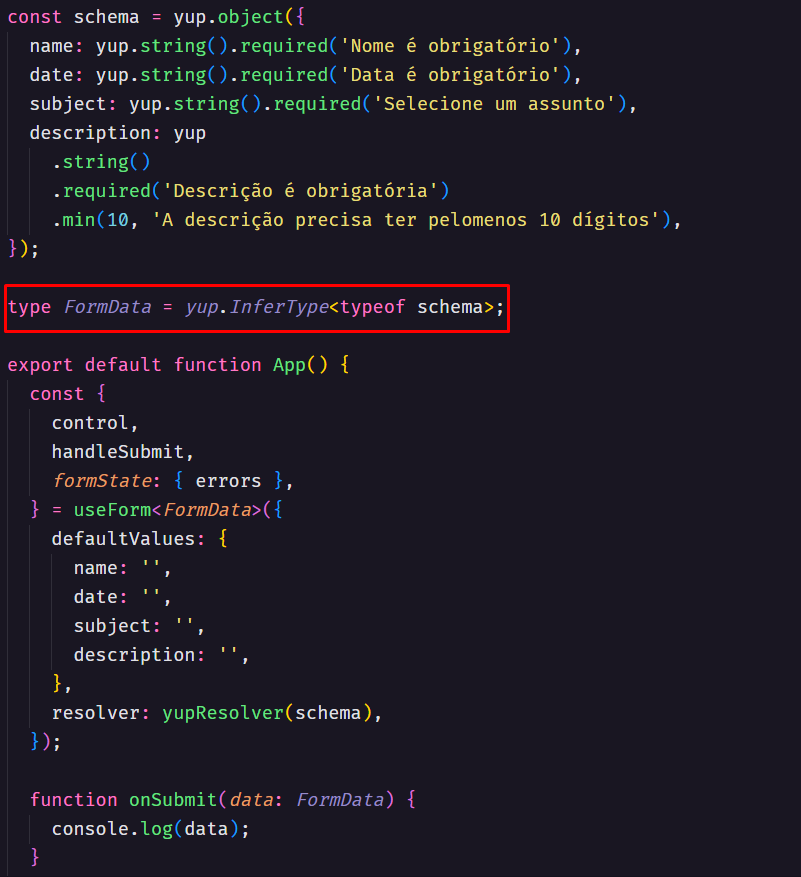 const schema = yup.object({
name: yup.string().required('Nome é obrigatório'),
date: yup.string().required('Data é obrigatório'),
subject: yup.string().required('Selecione um assunto'),
description: yup
.string()
.required('Descrição é obrigatória')
.min(10, 'A descrição precisa ter pelomenos 10 dígitos'),
});
type FormData = yup.InferType<typeof schema>;
export default function App() {
const {
control,
handleSubmit,
formState: { errors },
} = useForm<FormData>({
defaultValues: {
name: '',
date: '',
subject: '',
description: '',
},
resolver: yupResolver(schema),
});
function onSubmit(data: FormData) {
console.log(data);
}